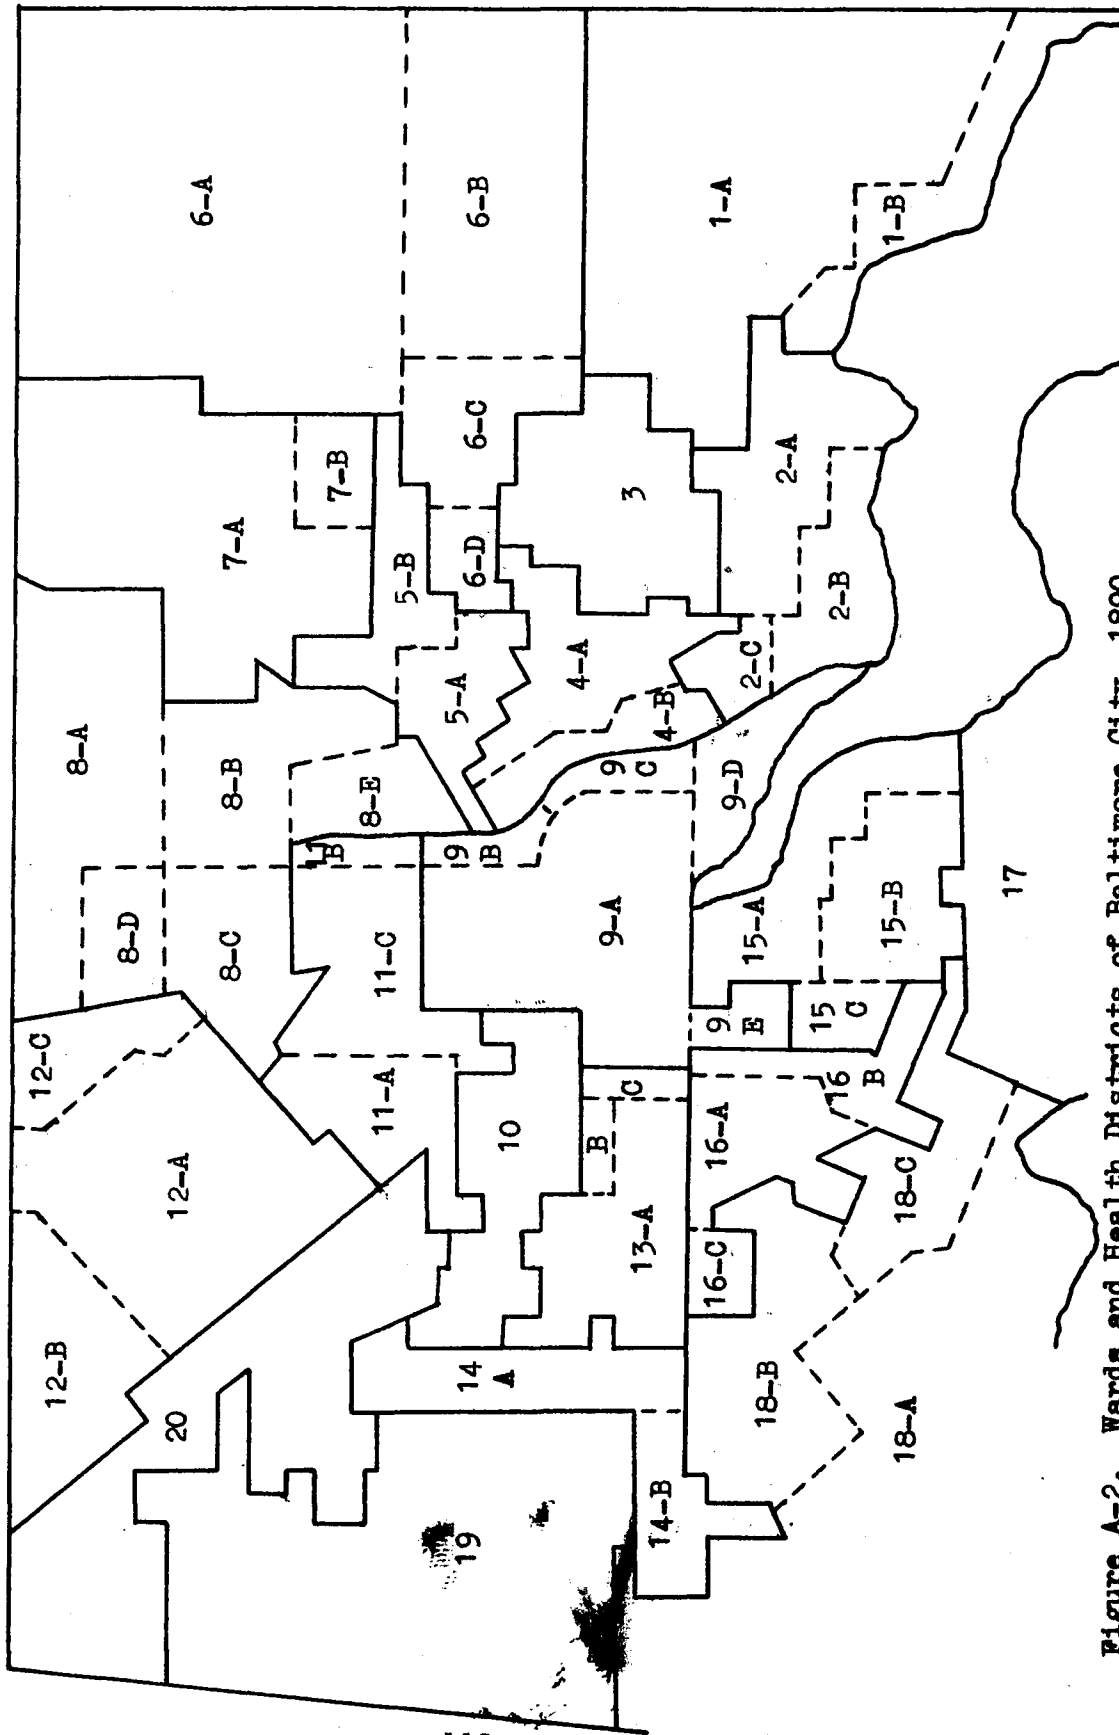 12-B
12-C
8-A
8-D
6-A
20
12-A
8-C
8-B
7-A
B
7-B
8-E
11-A
11-C
5-B
9
B
5-A
6-D
6-C
6-B
19
14
A
10
4-A
3
9-A
9
C
B
C
13-A
4-B
14-B
16-C
16-A
9
E
9-D
2-C
1-A
15-A
2-A
18-B
16
B
15
C
2-B
18-C
15-B
1-B
18-A
17
Figure A-2. Wards and Health Districts of Baltimore City,